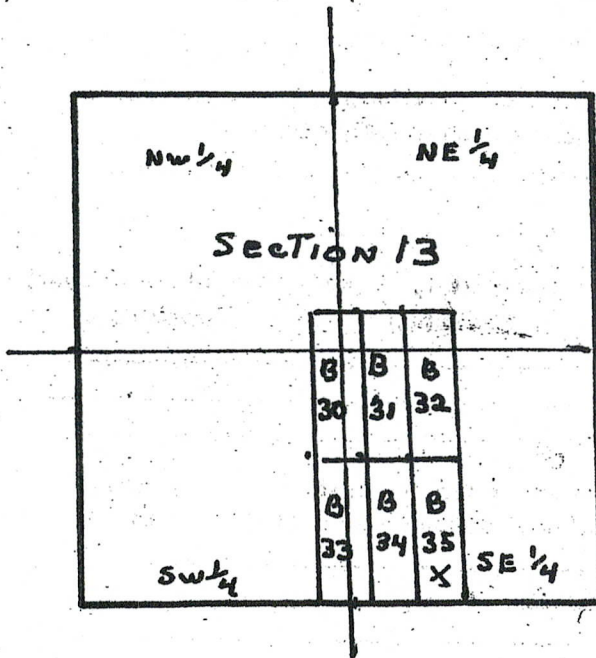 NW 1/4 NE 1/4
SECTION 13
B B B
30 31 32
B B B
33 34 35
SW 1/4 X SE 1/4